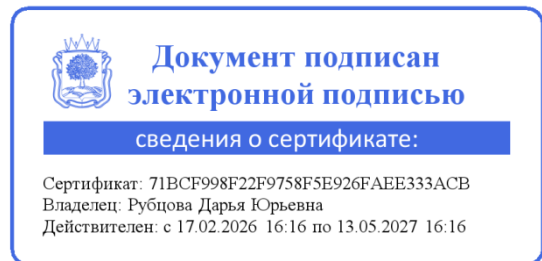 Документ подписан
электронной подписью
сведения о сертификате:
Сертификат: 71BCF998F22F9758F5E926FAEE333ACB
Владелец: Рубцова Дарья Юрьевна
Действителен: с 17.02.2026 16:16 по 13.05.2027 16:16